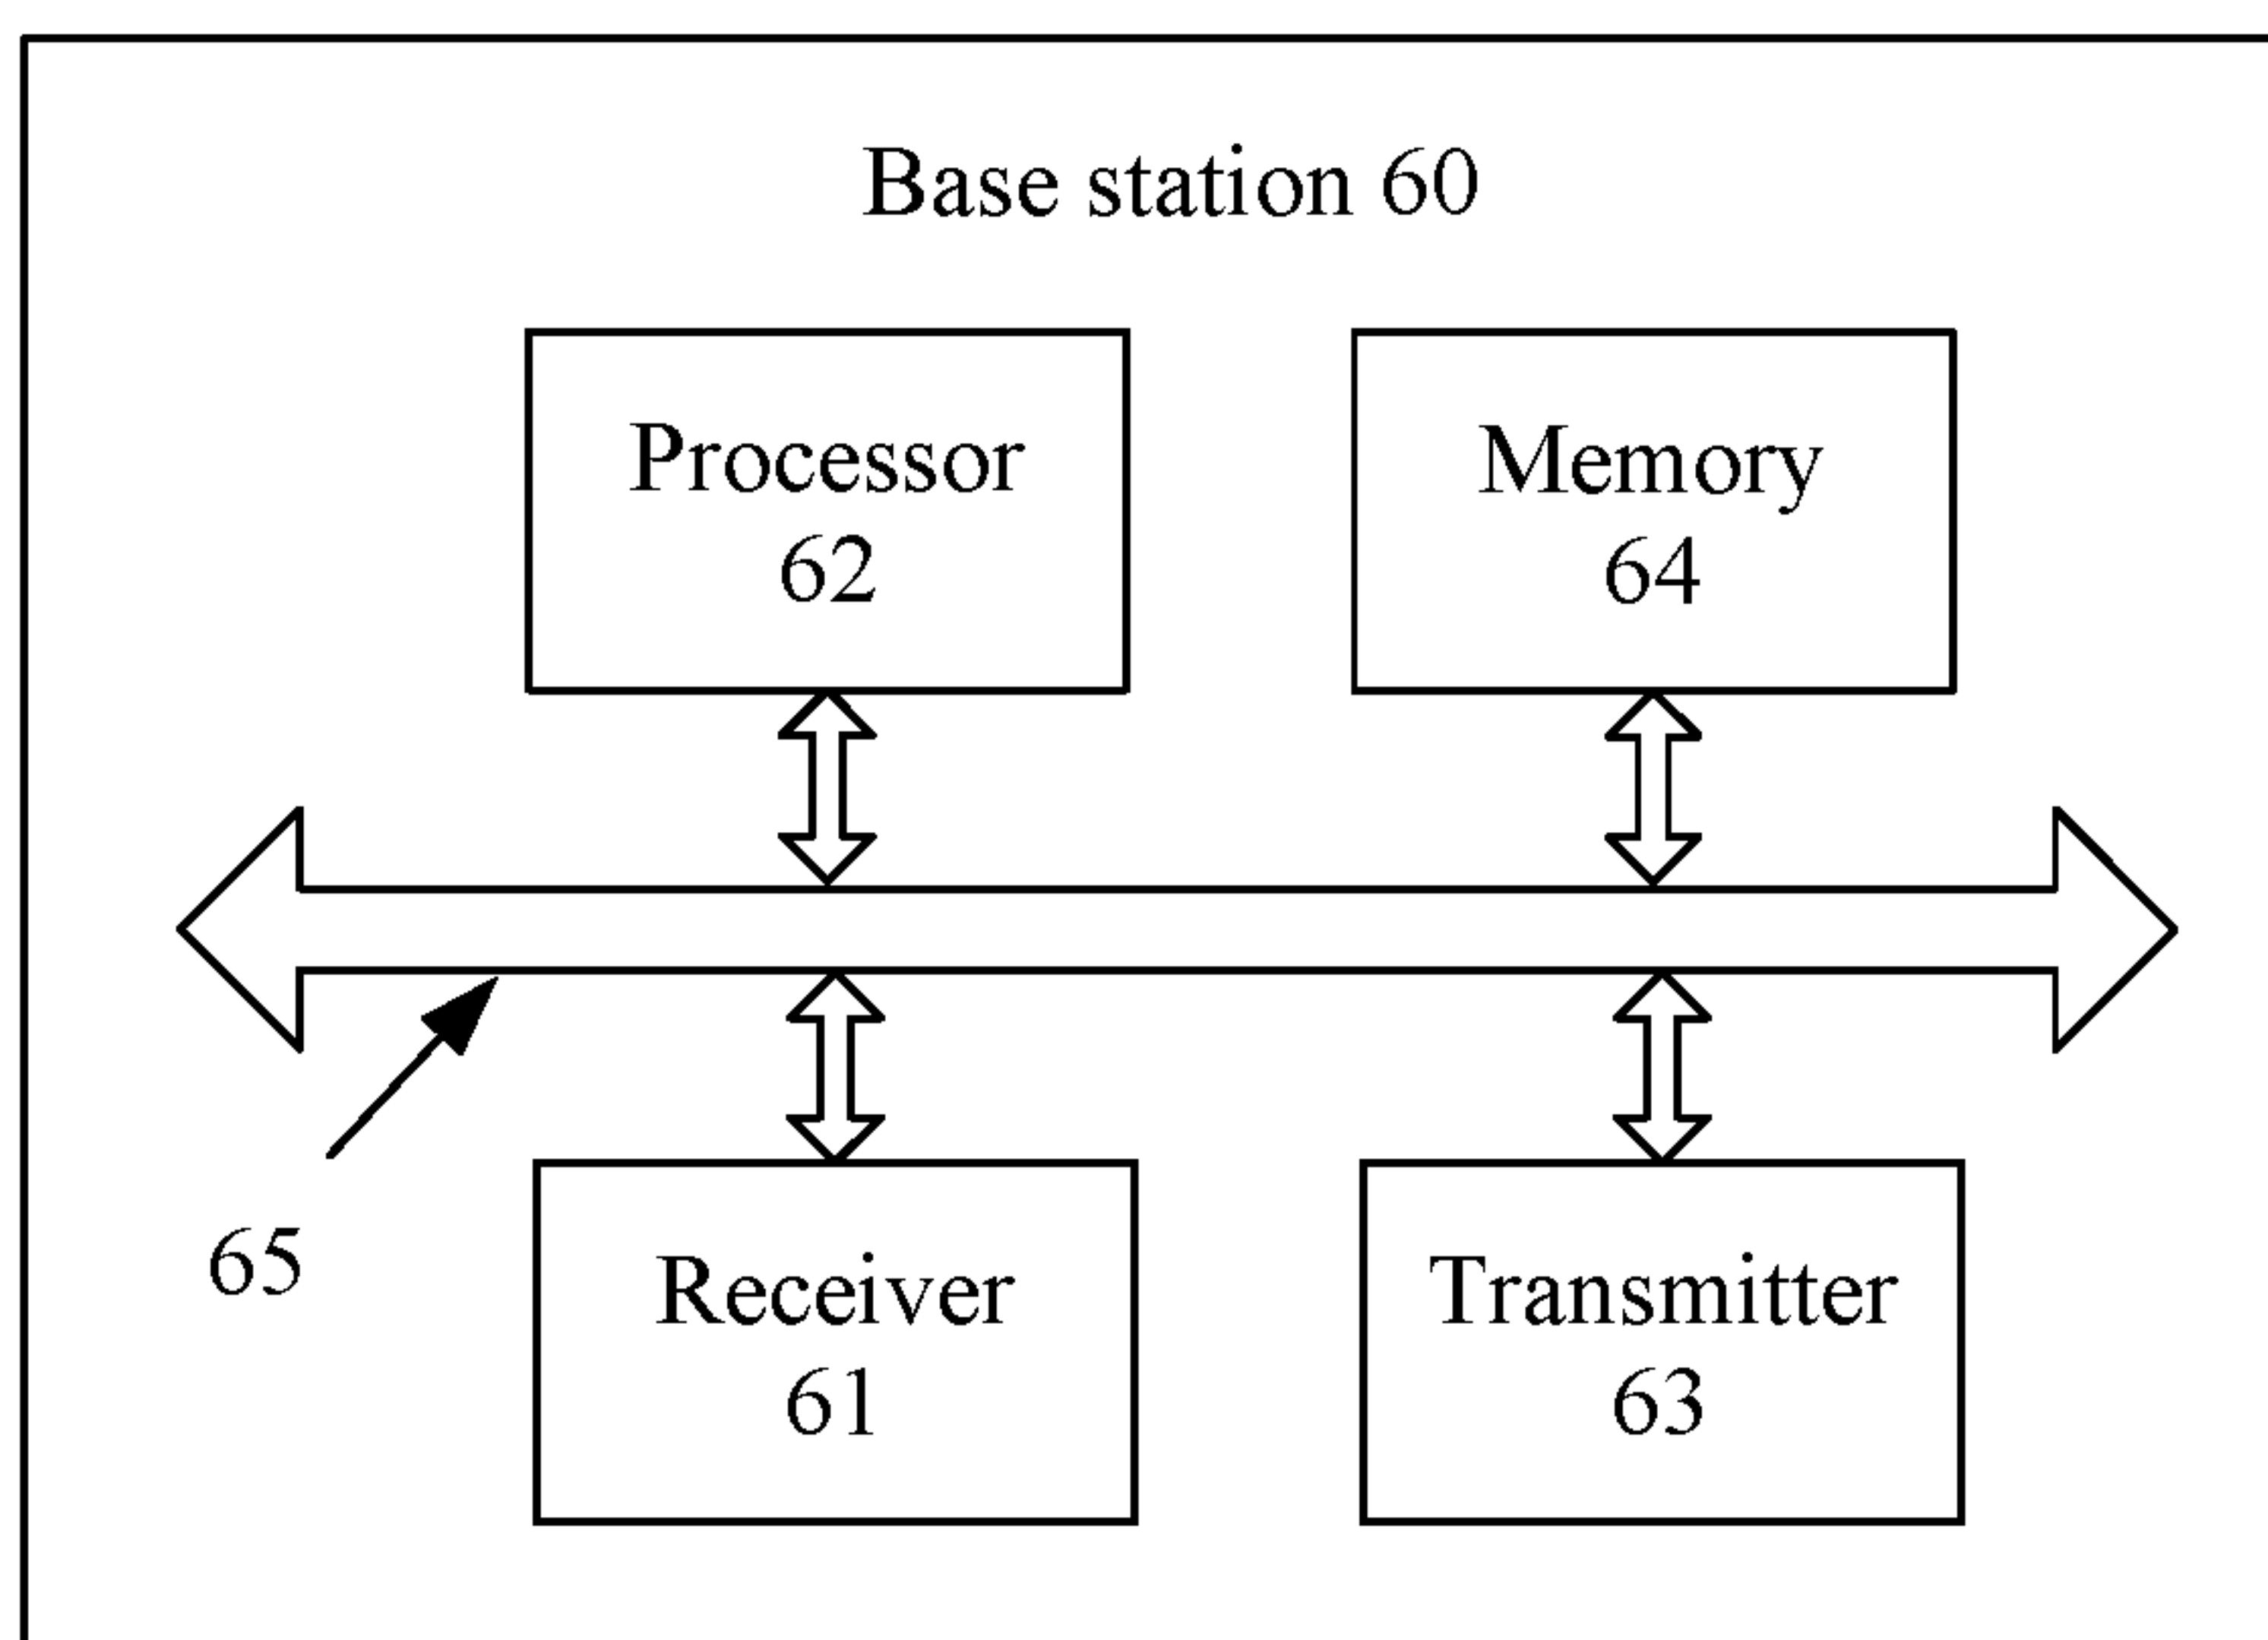 Base station 60
Processor
62
Memory
64
65
Receiver
61
Transmitter
63